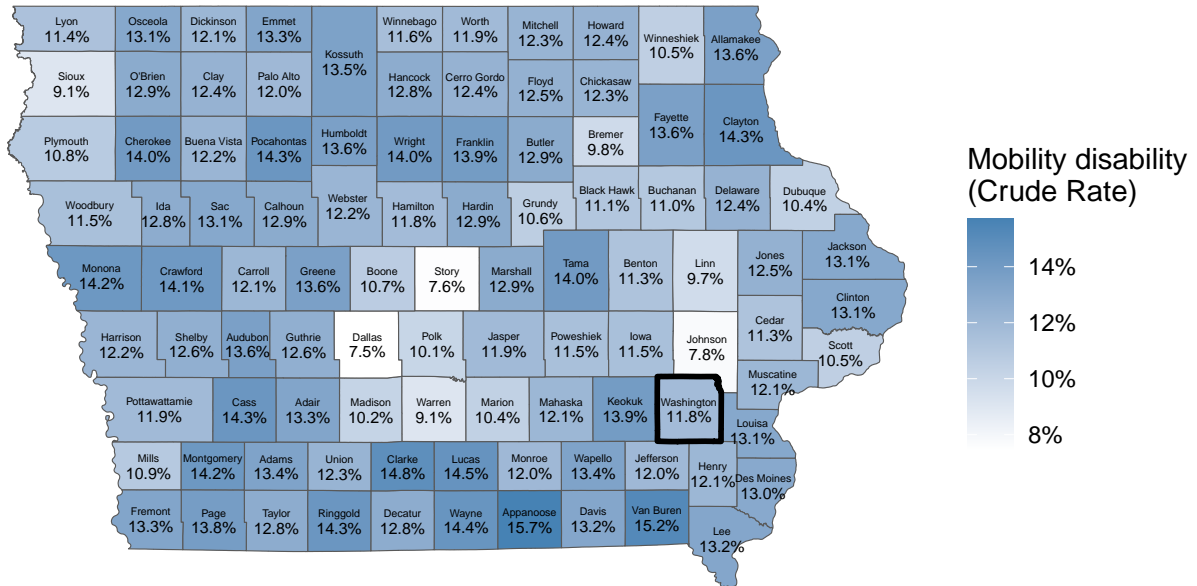 Lyon
11.4%
Osceola
13.1%
Dickinson
12.1%
Emmet
13.3%
Kossuth
13.5%
Winnebago
11.6%
Worth
11.9%
Mitchell
12.3%
Howard
12.4%
Winneshiek
10.5%
Allamakee
13.6%
Sioux
9.1%
O'Brien
12.9%
Clay
12.4%
Palo Alto
12.0%
Hancock
12.8%
Cerro Gordo
12.4%
Floyd
12.5%
Chickasaw
12.3%
Plymouth
10.8%
Cherokee
14.0%
Buena Vista
12.2%
Pocahontas
14.3%
Humboldt
13.6%
Wright
14.0%
Franklin
13.9%
Butler
12.9%
Bremer
9.8%
Fayette
13.6%
Clayton
14.3%
Woodbury
11.5%
Ida
12.8%
Sac
13.1%
Calhoun
12.9%
Webster
12.2%
Hamilton
11.8%
Hardin
12.9%
Grundy
10.6%
Black Hawk
11.1%
Buchanan
11.0%
Delaware
12.4%
Dubuque
10.4%
Monona
14.2%
Crawford
14.1%
Carroll
12.1%
Greene
13.6%
Boone
10.7%
Story
7.6%
Marshall
12.9%
Tama
14.0%
Benton
11.3%
Linn
9.7%
Jones
12.5%
Jackson
13.1%
Clinton
13.1%
Harrison
12.2%
Shelby
12.6%
Audubon
13.6%
Guthrie
12.6%
Dallas
7.5%
Polk
10.1%
Jasper
11.9%
Poweshiek
11.5%
Iowa
11.5%
Johnson
7.8%
Cedar
11.3%
Scott
10.5%
Muscatine
12.1%
Pottawattamie
11.9%
Cass
14.3%
Adair
13.3%
Madison
10.2%
Warren
9.1%
Marion
10.4%
Mahaska
12.1%
Keokuk
13.9%
Washington
11.8%
Louisa
13.1%
Mills
10.9%
Montgomery
14.2%
Adams
13.4%
Union
12.3%
Clarke
14.8%
Lucas
14.5%
Monroe
12.0%
Wapello
13.4%
Jefferson
12.0%
Henry
12.1%
Des Moines
13.0%
Fremont
13.3%
Page
13.8%
Taylor
12.8%
Ringgold
14.3%
Decatur
12.8%
Wayne
14.4%
Appanoose
15.7%
Davis
13.2%
Van Buren
15.2%
Lee
13.2%
Mobility disability
(Crude Rate)
14%
12%
10%
8%